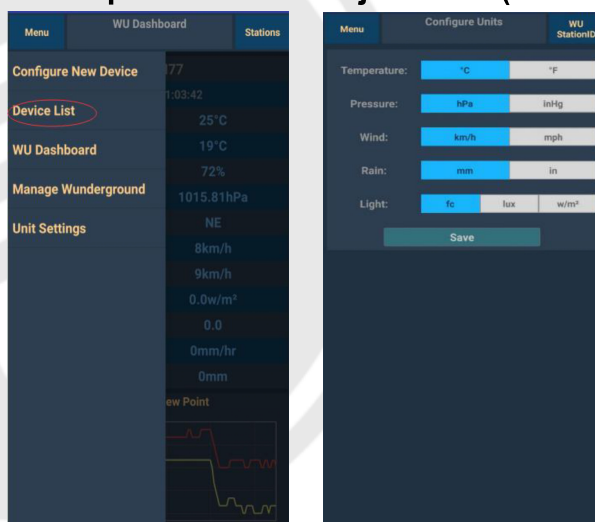 Menu
WU Dashboard
Stations
Configure New Device
Device List
WU Dashboard
Manage Wunderground
Unit Settings
77
1:03:42
25°C
19°C
72%
1015.81hPa
NE
8km/h
9km/h
0.0w/m²
0.0
0mm/hr
0mm
ew Point
Menu
Configure Units
WU
StationID
Temperature:
°C
°F
Pressure:
hPa
inHg
Wind:
km/h
mph
Rain:
mm
in
Light:
fc
lux
w/m²
Save